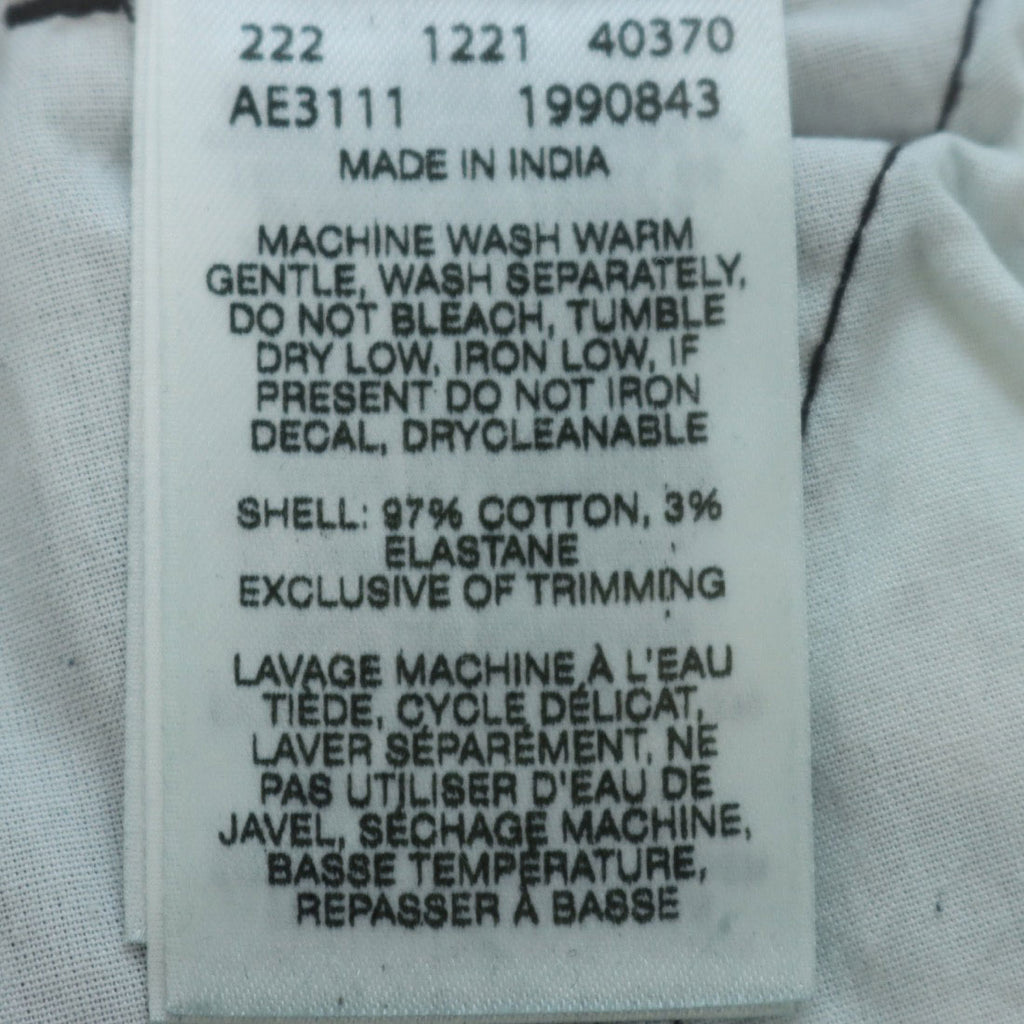 222 1221 40370
AE3111 1990843
MADE IN INDIA
MACHINE WASH WARM
GENTLE, WASH SEPARATELY,
DO NOT BLEACH, TUMBLE
DRY LOW, IRON LOW, IF
PRESENT DO NOT IRON
DECAL, DRYCLEANABLE
SHELL: 97% COTTON, 3%
ELASTANE
EXCLUSIVE OF TRIMMING
LAVAGE MACHINE À L'EAU
TIÈDE, CYCLE DÉLICAT,
LAVER SÉPARÉMENT, NE
PAS UTILISER D'EAU DE
JAVEL, SÉCHAGE MACHINE,
BASSE TEMPÉRATURE,
REPASSER À BASSE